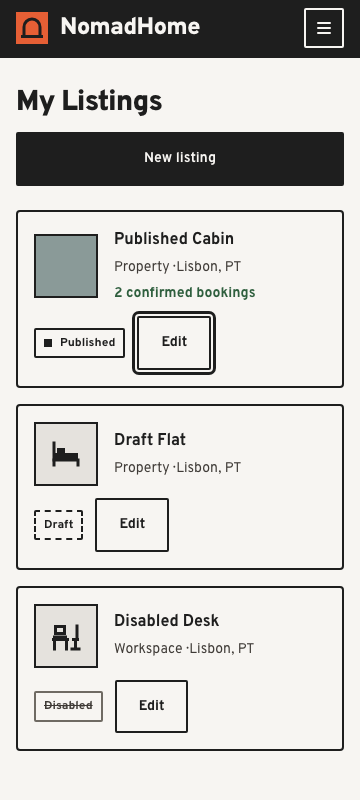 NomadHome
My Listings
New listing
Published Cabin
Property ·Lisbon, PT
2 confirmed bookings
Published
Edit
Draft Flat
Property ·Lisbon, PT
Draft
Edit
Disabled Desk
Workspace ·Lisbon, PT
Disabled
Edit